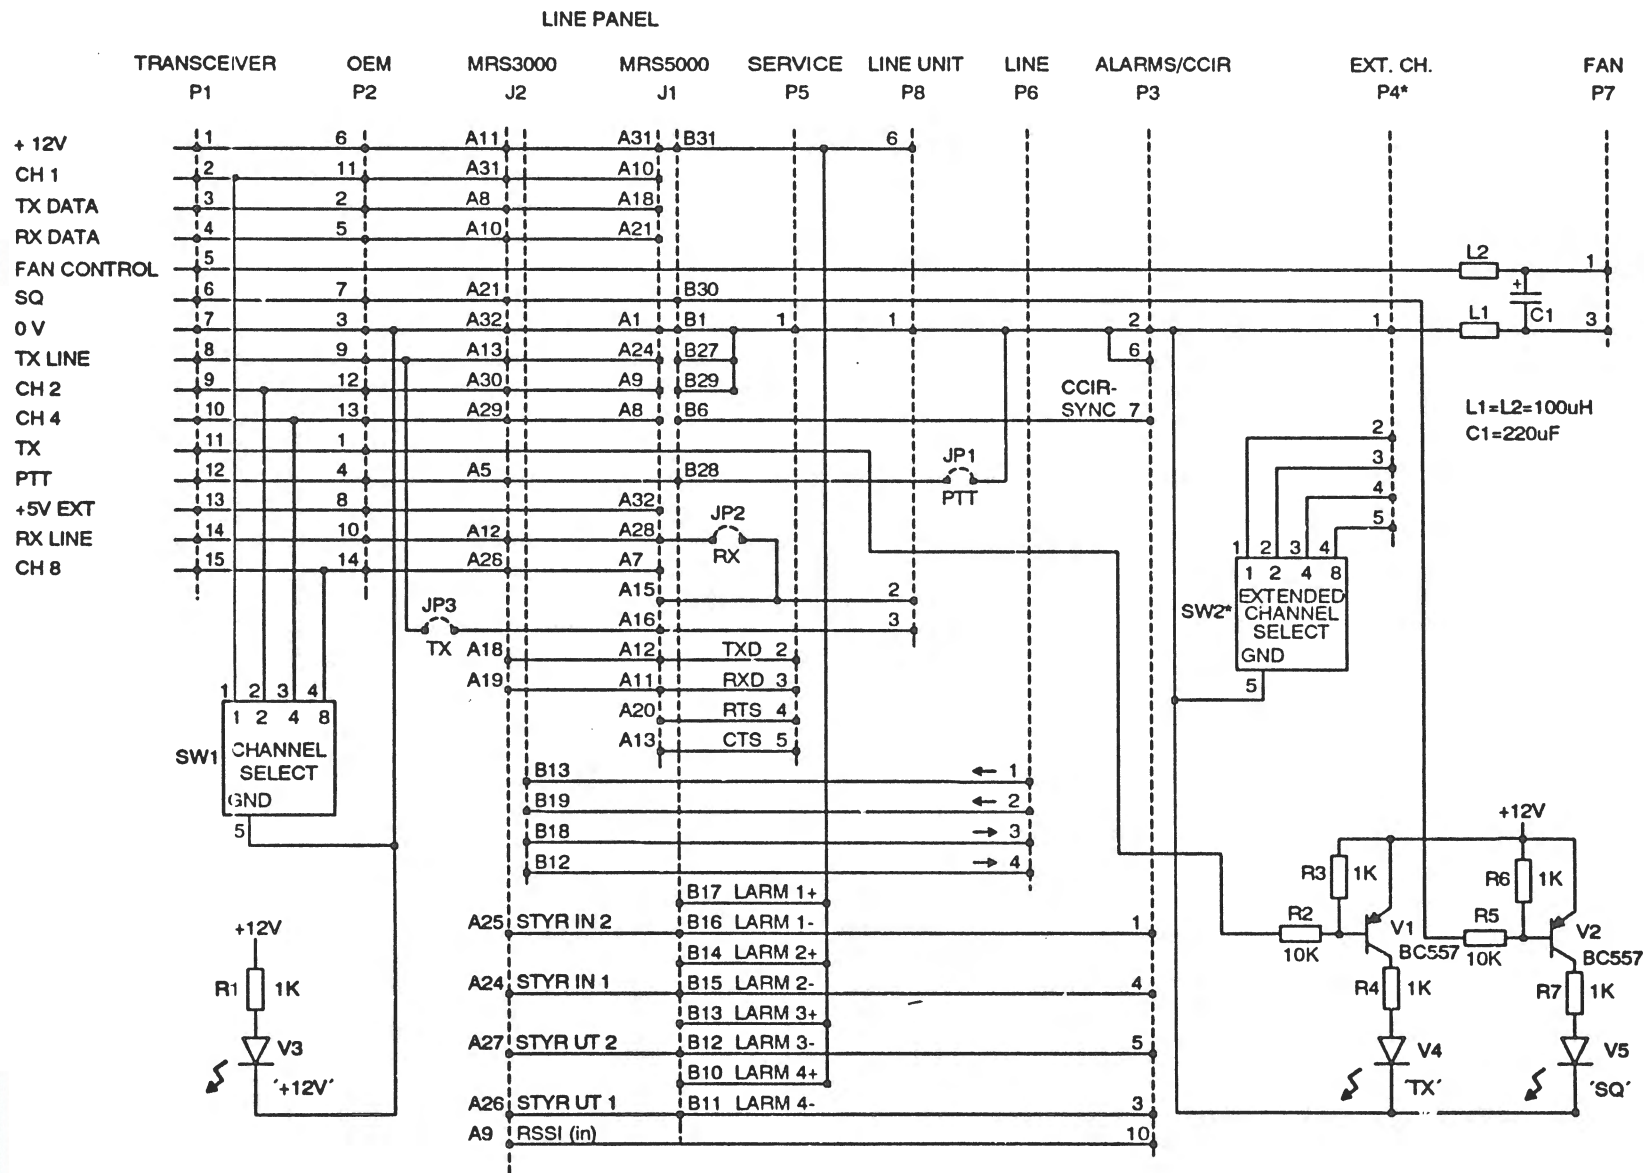 LINE PANEL
TRANSCEIVER OEM MRS3000 MRS5000 SERVICE LINE UNIT LINE ALARMS/CCIR EXT. CH. FAN
P1 P2 J2 J1 P5 P8 P6 P3 P4* P7
+ 12V 1 6 A11 A31 B31 6
CH 1 2 11 A31 A10
TX DATA 3 2 A8 A18
RX DATA 4 5 A10 A21
FAN CONTROL 5 L2 1
SQ 6 7 A21 B30
+ C1
0 V 7 3 A32 A1 B1 1 1 2 1 L1 3
TX LINE 8 9 A13 A24 B27 6
CH 2 9 12 A30 A9 B29
CCIR-
CH 4 10 13 A29 A8 B6 SYNC 7
L1=L2=100uH
C1=220uF
TX 11 1 2
JP1
3
PTT 12 4 A5 B28 PTT
4
+5V EXT 13 8 A32
JP2
5
RX LINE 14 10 A12 A28 RX
1 2 3 4
CH 8 15 14 A28 A7
1 2 4 8
A15 2
EXTENDED
SW2* CHANNEL
SELECT
JP3
A16 3
TX
A18 A12 TXD 2
GND
A19 A11 RXD 3
5
1 2 3 4
A20 RTS 4
1 2 4 8
A13 CTS 5
SW1 CHANNEL
SELECT
B13 ← 1
GND
B19 ← 2
5
B18 → 3
B12 → 4
+12V
R3 1K
R6 1K
B17 LARM 1+
A25 STYR IN 2 B16 LARM 1- 1
+12V
R2
10K
V1
BC557
R5
10K
V2
BC557
B14 LARM 2+
A24 STYR IN 1 B15 LARM 2- 4
R1 1K
R4 1K
R7 1K
B13 LARM 3+
A27 STYR UT 2 B12 LARM 3- 5
V3
'+12V'
V4
'TX'
V5
'SQ'
B10 LARM 4+
A26 STYR UT 1 B11 LARM 4- 3
A9 RSSI (in) 10